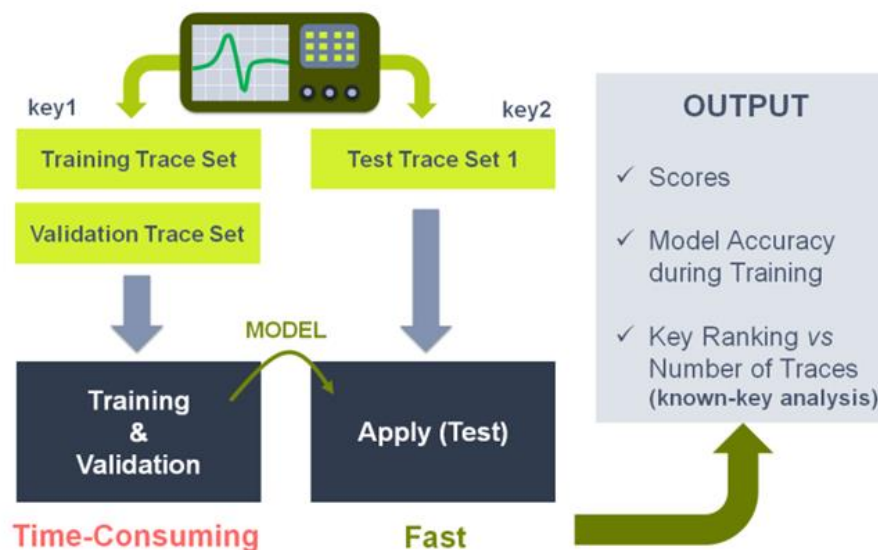 key1
key2
Training Trace Set
Test Trace Set 1
Validation Trace Set
MODEL
Training
&
Validation
Apply (Test)
Time-Consuming
Fast
OUTPUT
✓ Scores
✓ Model Accuracy
during Training
✓ Key Ranking vs
Number of Traces
(known-key analysis)